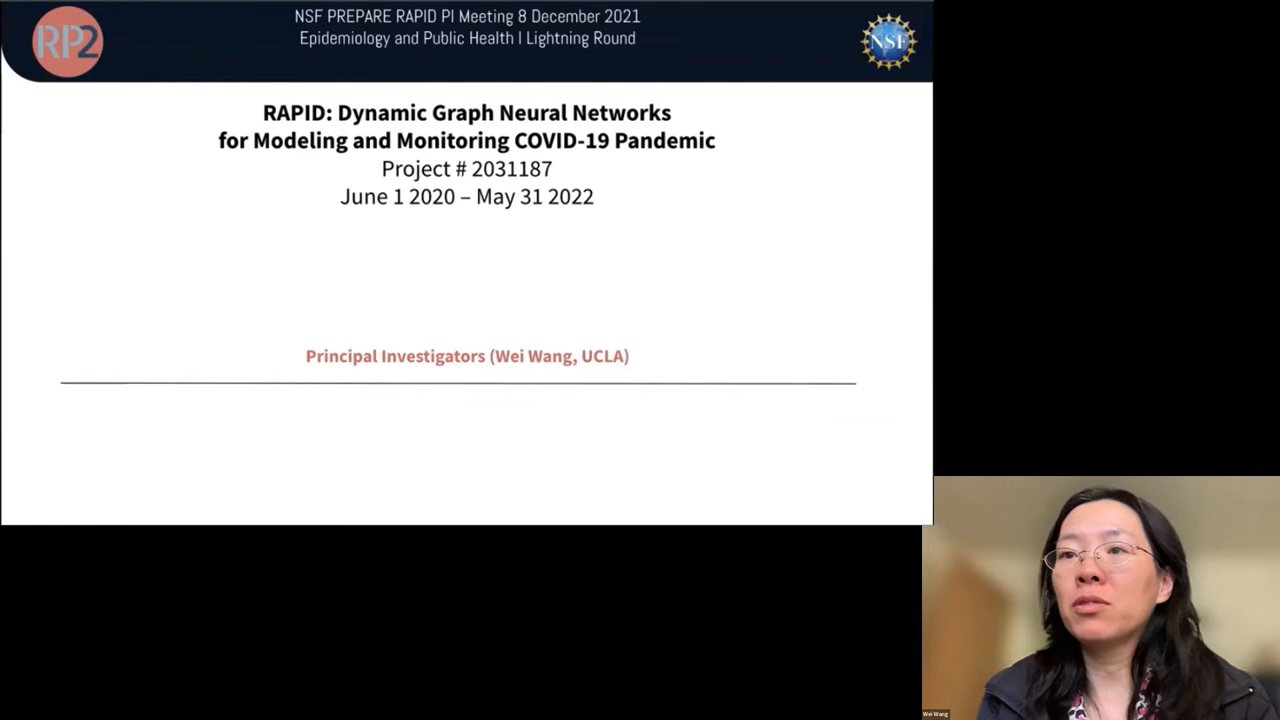 RP2
NSF PREPARE RAPID PI Meeting 8 December 2021
Epidemiology and Public Health I Lightning Round
NSF
RAPID: Dynamic Graph Neural Networks
for Modeling and Monitoring COVID-19 Pandemic
Project # 2031187
June 1 2020 – May 31 2022
Principal Investigators (Wei Wang, UCLA)
Wei Wang